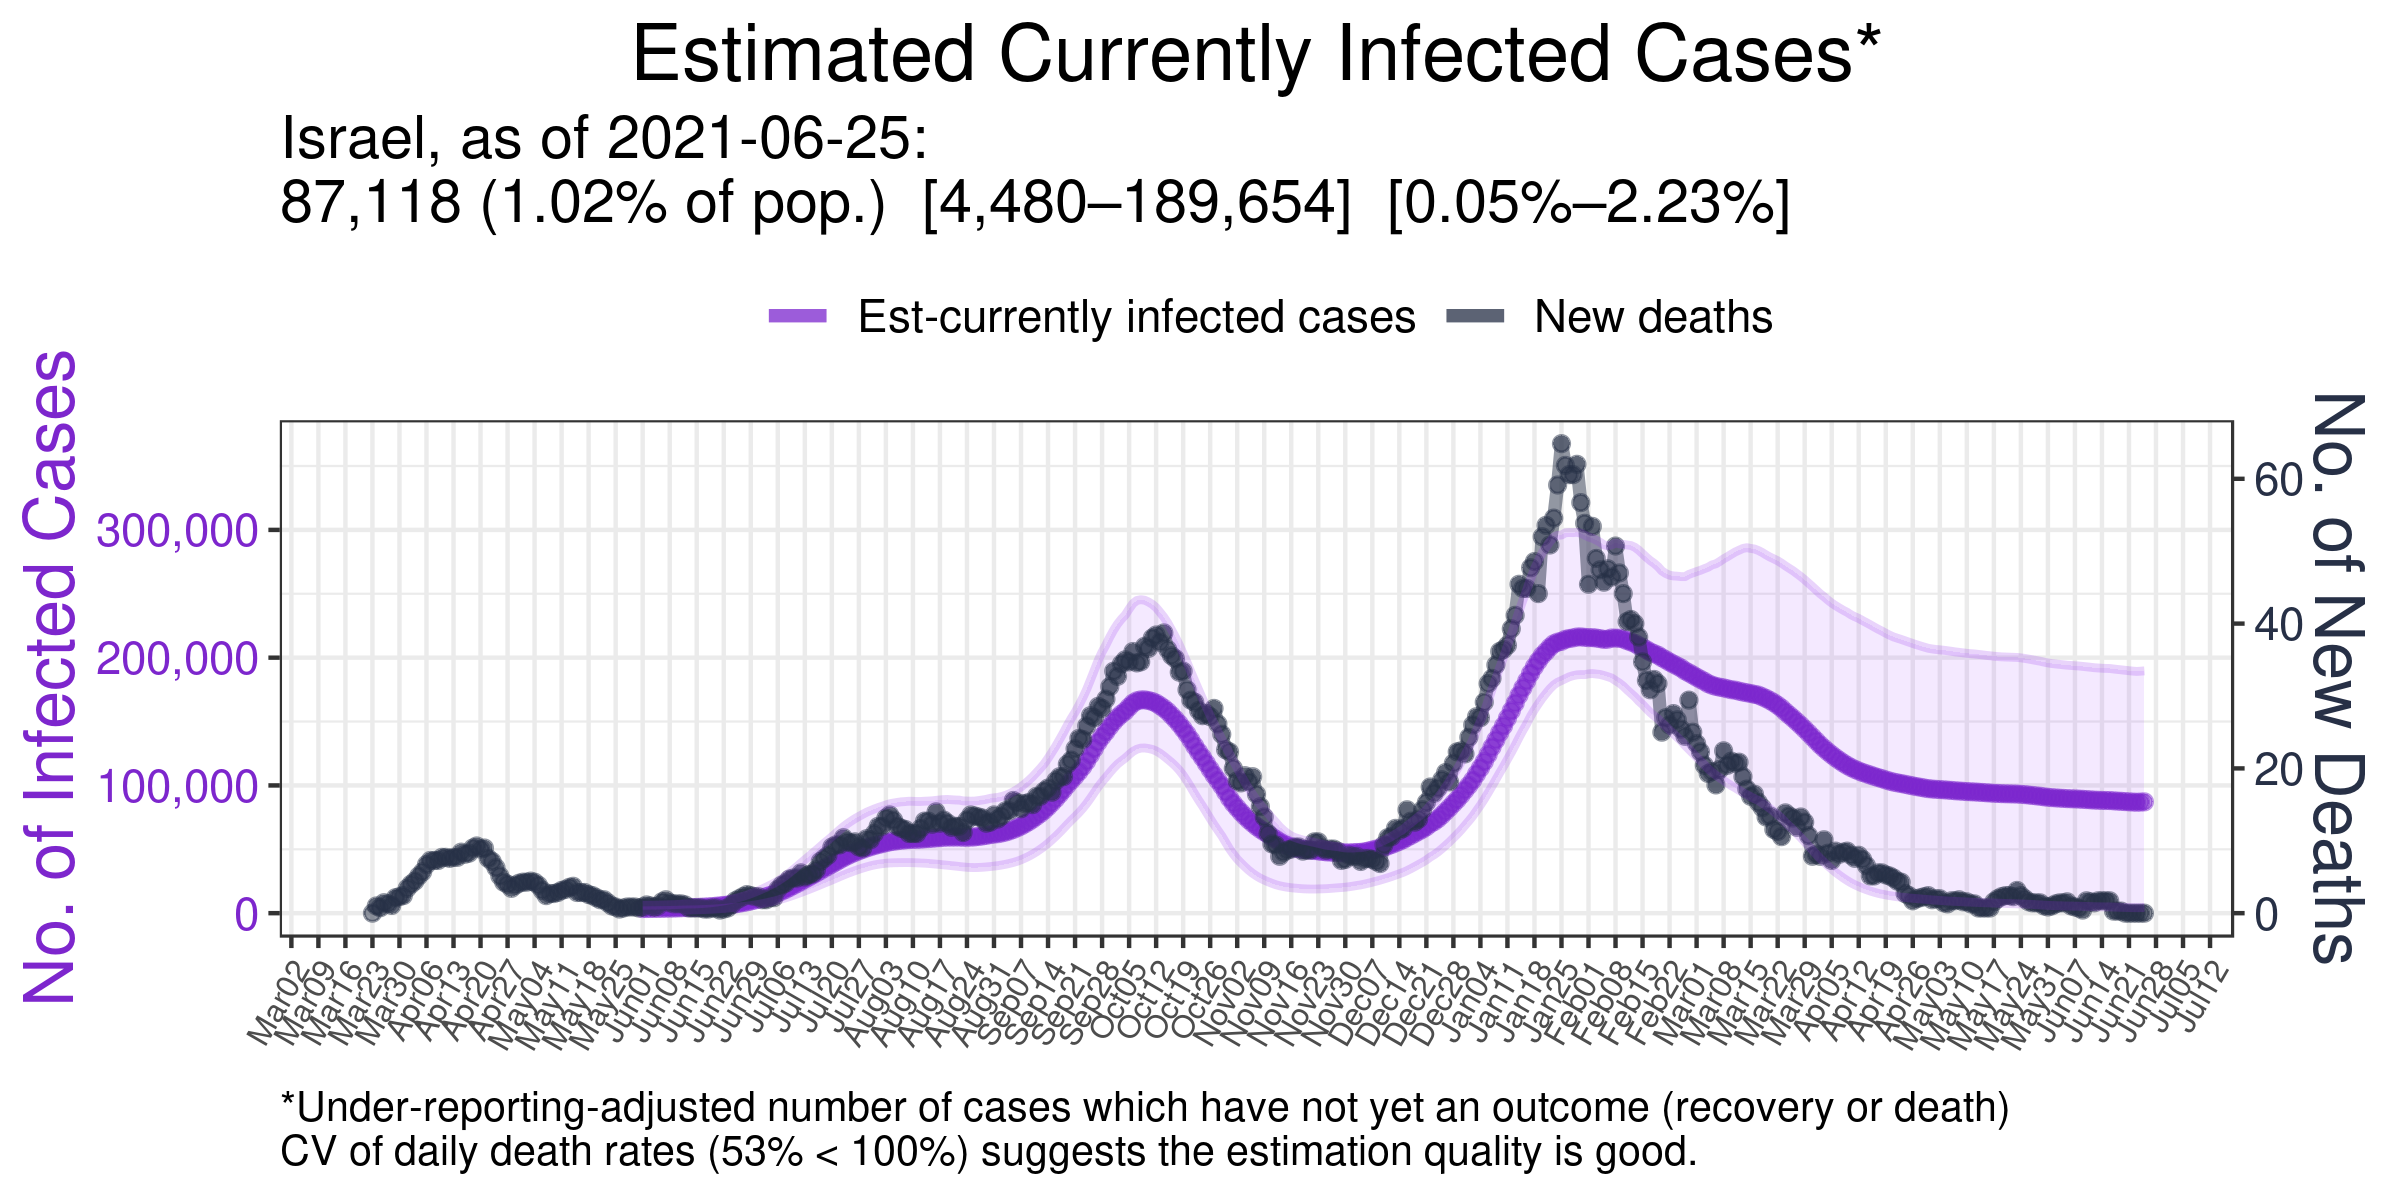 Estimated Currently Infected Cases*
Israel, as of 2021-06-25:
87,118 (1.02% of pop.) [4,480–189,654] [0.05%–2.23%]
Est-currently infected cases
New deaths
No. of Infected Cases
300,000
200,000
100,000
0
60
40
20
0
No. of New Deaths
Mar02
Mar09
Mar16
Mar23
Mar30
Apr06
Apr13
Apr20
Apr27
May04
May11
May18
May25
Jun01
Jun08
Jun15
Jun22
Jun29
Jul06
Jul13
Jul20
Jul27
Aug03
Aug10
Aug17
Aug24
Aug31
Sep07
Sep14
Sep21
Sep28
Oct05
Oct12
Oct19
Oct26
Nov02
Nov09
Nov16
Nov23
Nov30
Dec07
Dec14
Dec21
Dec28
Jan04
Jan11
Jan18
Jan25
Feb01
Feb08
Feb15
Feb22
Mar01
Mar08
Mar15
Mar22
Mar29
Apr05
Apr12
Apr19
Apr26
May03
May10
May17
May24
May31
Jun07
Jun14
Jun21
Jun28
Jul05
Jul12
*Under-reporting-adjusted number of cases which have not yet an outcome (recovery or death)
CV of daily death rates (53% < 100%) suggests the estimation quality is good.